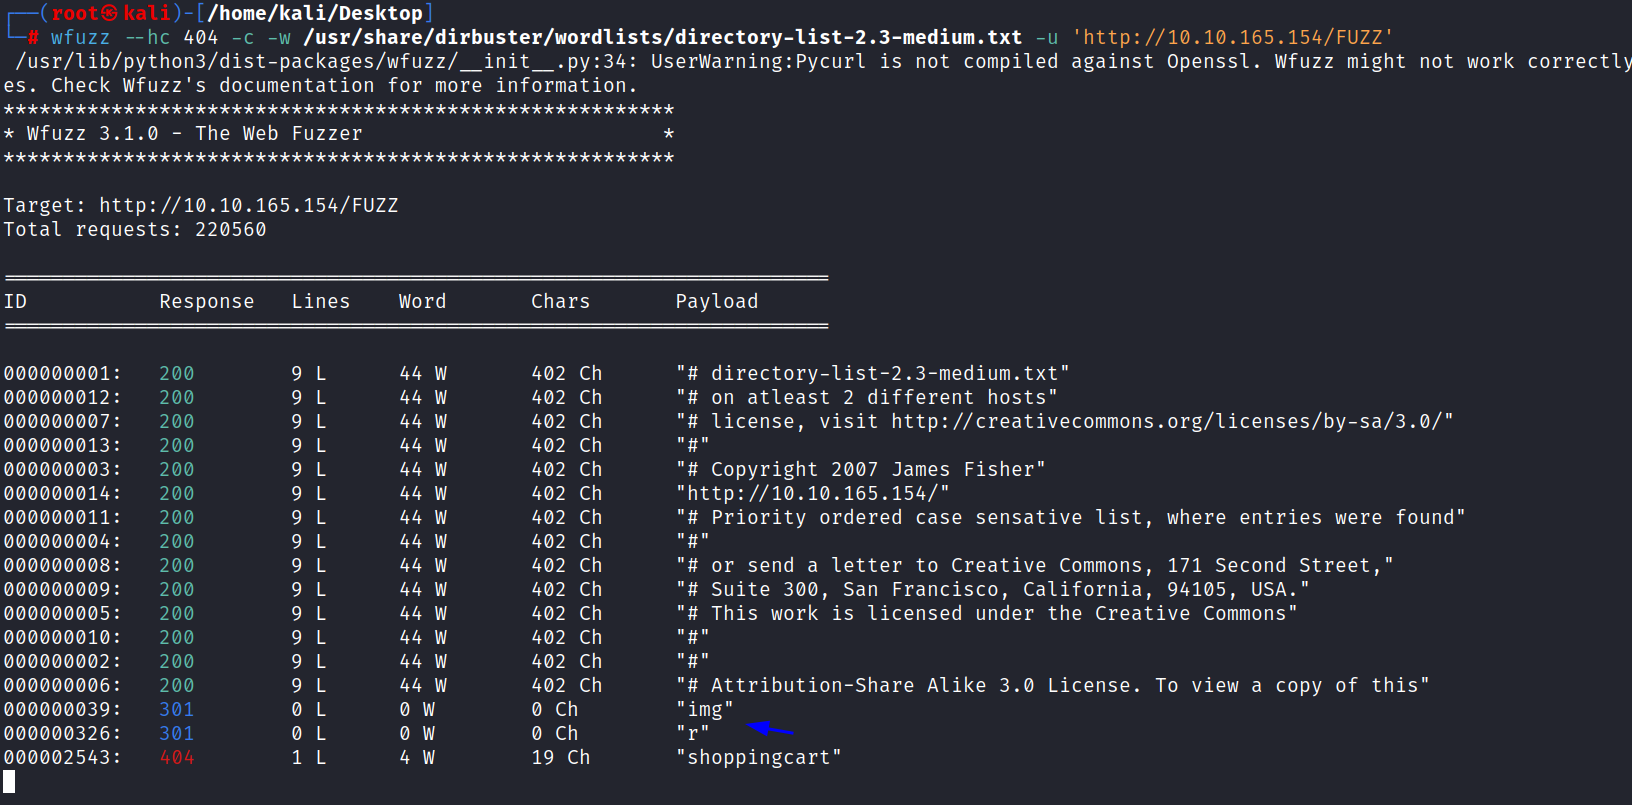 ┌──(root㉿kali)-[/home/kali/Desktop]
└─# wfuzz --hc 404 -c -w /usr/share/dirbuster/wordlists/directory-list-2.3-medium.txt -u 'http://10.10.165.154/FUZZ'
/usr/lib/python3/dist-packages/wfuzz/__init__.py:34: UserWarning:Pycurl is not compiled against Openssl. Wfuzz might not work correctly
es. Check Wfuzz's documentation for more information.
********************************************************
* Wfuzz 3.1.0 - The Web Fuzzer                         *
********************************************************
Target: http://10.10.165.154/FUZZ
Total requests: 220560
=====================================================================
ID           Response   Lines    Word       Chars       Payload
=====================================================================
000000001:   200        9 L      44 W       402 Ch      "# directory-list-2.3-medium.txt"
000000012:   200        9 L      44 W       402 Ch      "# on atleast 2 different hosts"
000000007:   200        9 L      44 W       402 Ch      "# license, visit http://creativecommons.org/licenses/by-sa/3.0/"
000000013:   200        9 L      44 W       402 Ch      "#"
000000003:   200        9 L      44 W       402 Ch      "# Copyright 2007 James Fisher"
000000014:   200        9 L      44 W       402 Ch      "http://10.10.165.154/"
000000011:   200        9 L      44 W       402 Ch      "# Priority ordered case sensative list, where entries were found"
000000004:   200        9 L      44 W       402 Ch      "#"
000000008:   200        9 L      44 W       402 Ch      "# or send a letter to Creative Commons, 171 Second Street,"
000000009:   200        9 L      44 W       402 Ch      "# Suite 300, San Francisco, California, 94105, USA."
000000005:   200        9 L      44 W       402 Ch      "# This work is licensed under the Creative Commons"
000000010:   200        9 L      44 W       402 Ch      "#"
000000002:   200        9 L      44 W       402 Ch      "#"
000000006:   200        9 L      44 W       402 Ch      "# Attribution-Share Alike 3.0 License. To view a copy of this"
000000039:   301        0 L      0 W        0 Ch        "img"
000000326:   301        0 L      0 W        0 Ch        "r"
000002543:   404        1 L      4 W        19 Ch       "shoppingcart"